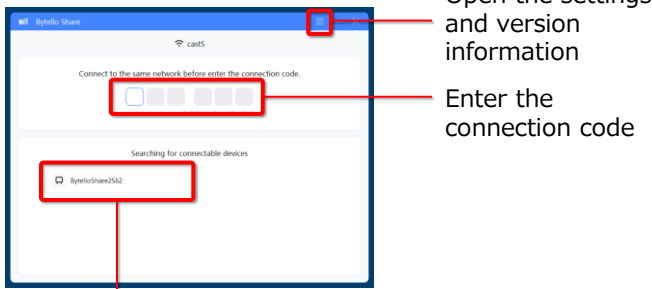 Open the settings
and version
information
Bytello Share
cast5
Connect to the same network before enter the connection code.
Enter the
connection code
Searching for connectable devices
BytelloShare2562